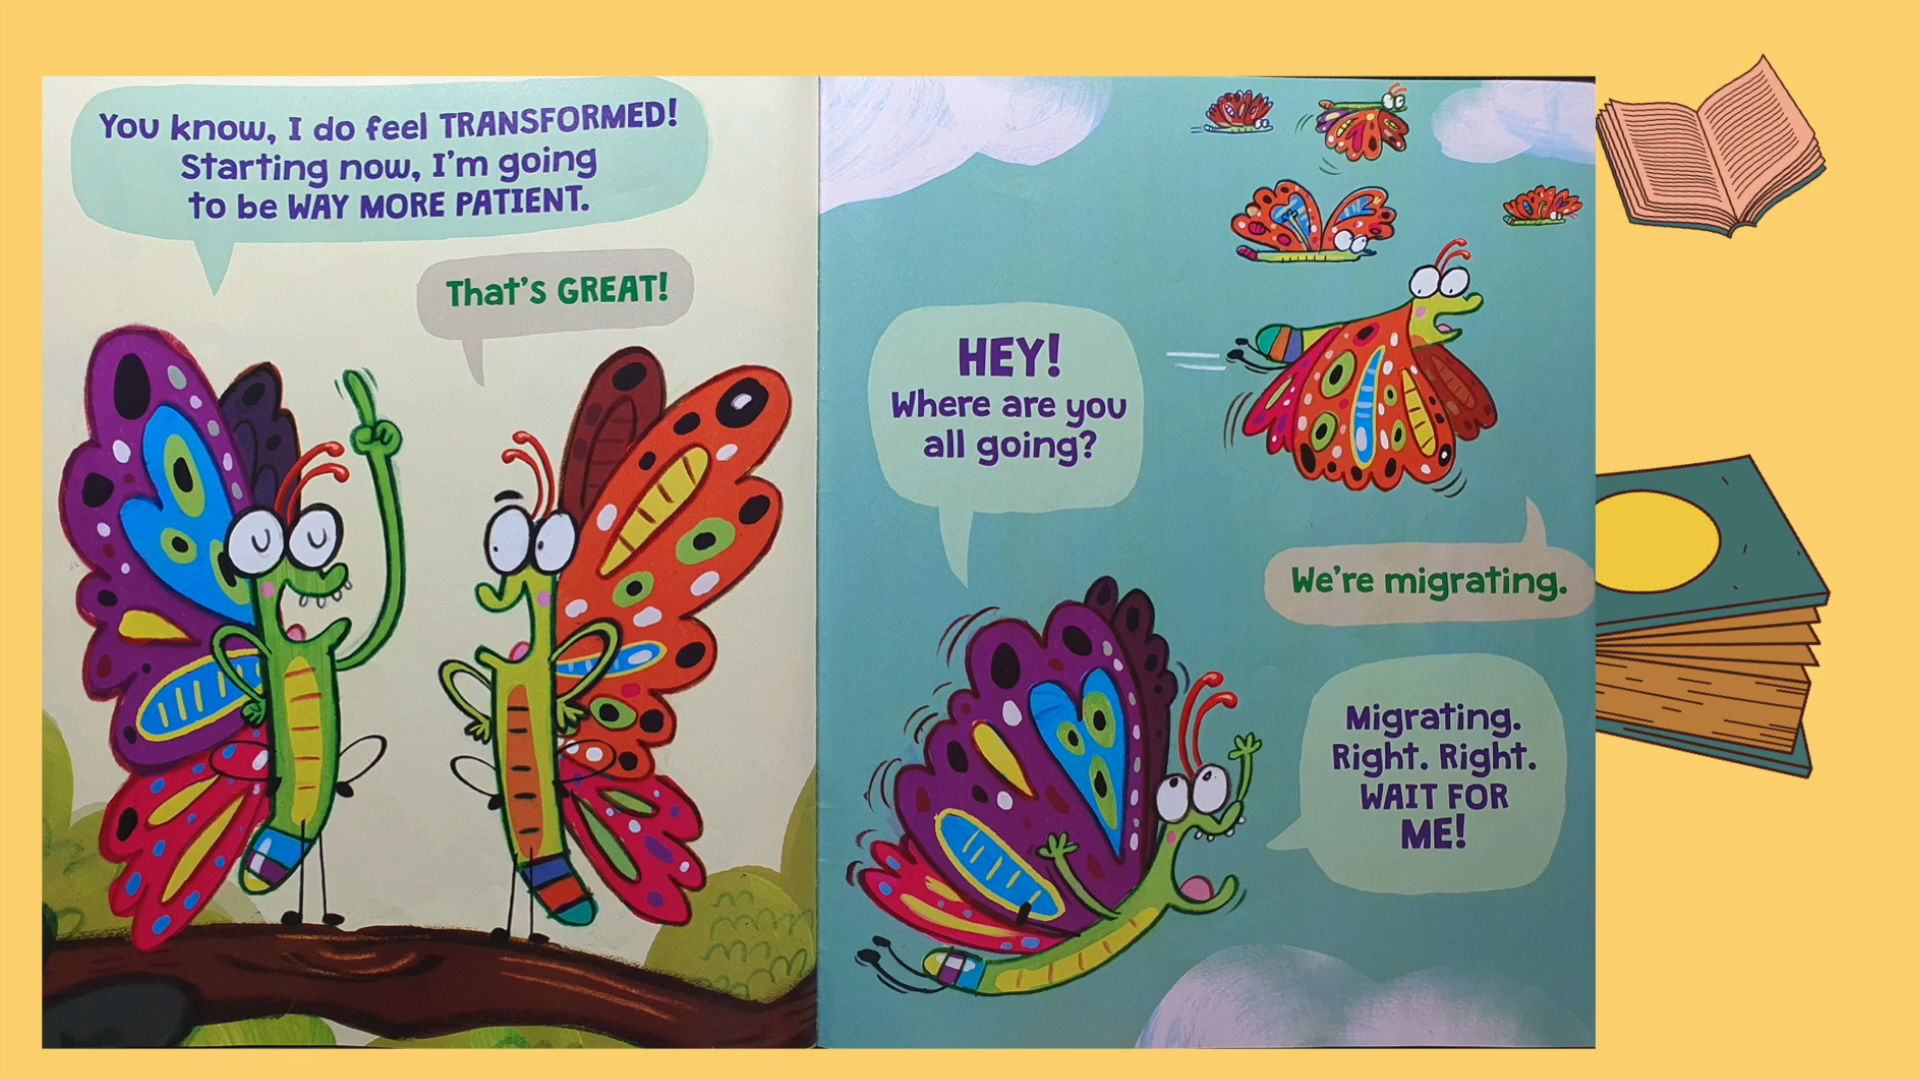 You know, I do feel TRANSFORMED!
Starting now, I'm going
to be WAY MORE PATIENT.
That's GREAT!
HEY!
Where are you
all going?
We're migrating.
Migrating.
Right. Right.
WAIT FOR
ME!